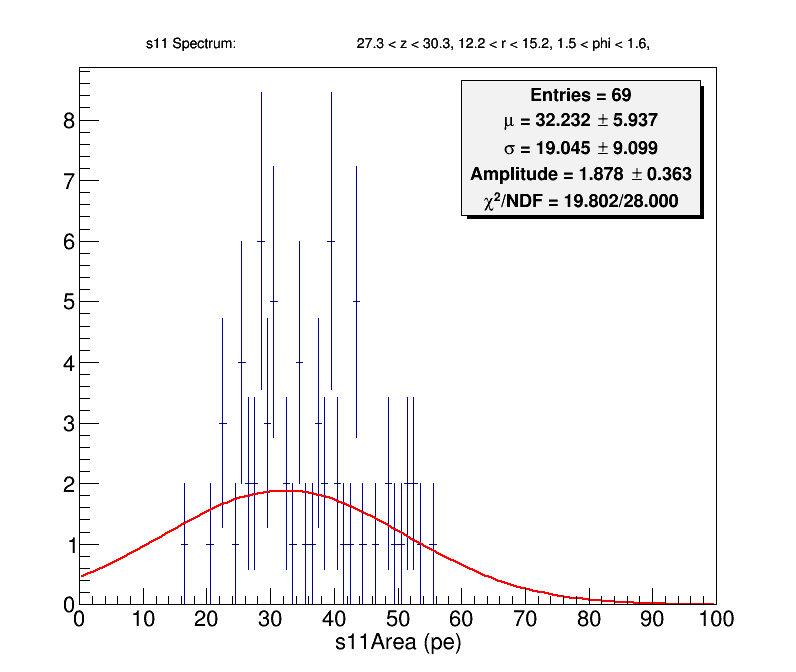 s11 Spectrum: 27.3 < z < 30.3, 12.2 < r < 15.2, 1.5 < phi < 1.6,
Entries = 69
μ = 32.232 ± 5.937
σ = 19.045 ± 9.099
Amplitude = 1.878 ± 0.363
χ²/NDF = 19.802/28.000
8
7
6
5
4
3
2
1
0
0 10 20 30 40 50 60 70 80 90 100
s11Area (pe)